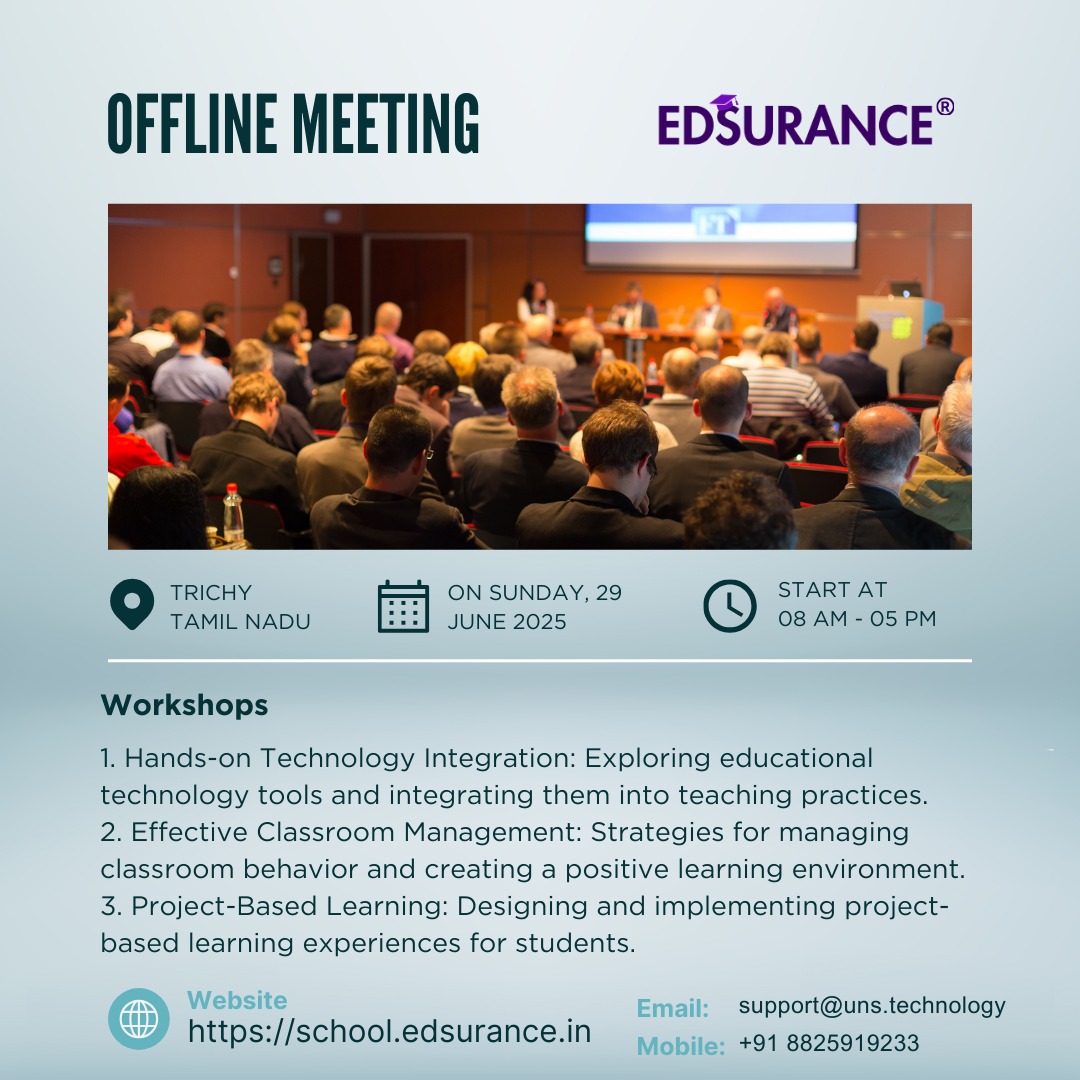 OFFLINE MEETING
EDSURANCE®
TRICHY
TAMIL NADU
ON SUNDAY, 29
JUNE 2025
START AT
08 AM - 05 PM
Workshops
1. Hands-on Technology Integration: Exploring educational
technology tools and integrating them into teaching practices.
2. Effective Classroom Management: Strategies for managing
classroom behavior and creating a positive learning environment.
3. Project-Based Learning: Designing and implementing project-
based learning experiences for students.
Website
https://school.edsurance.in
Email: support@uns.technology
Mobile: +91 8825919233